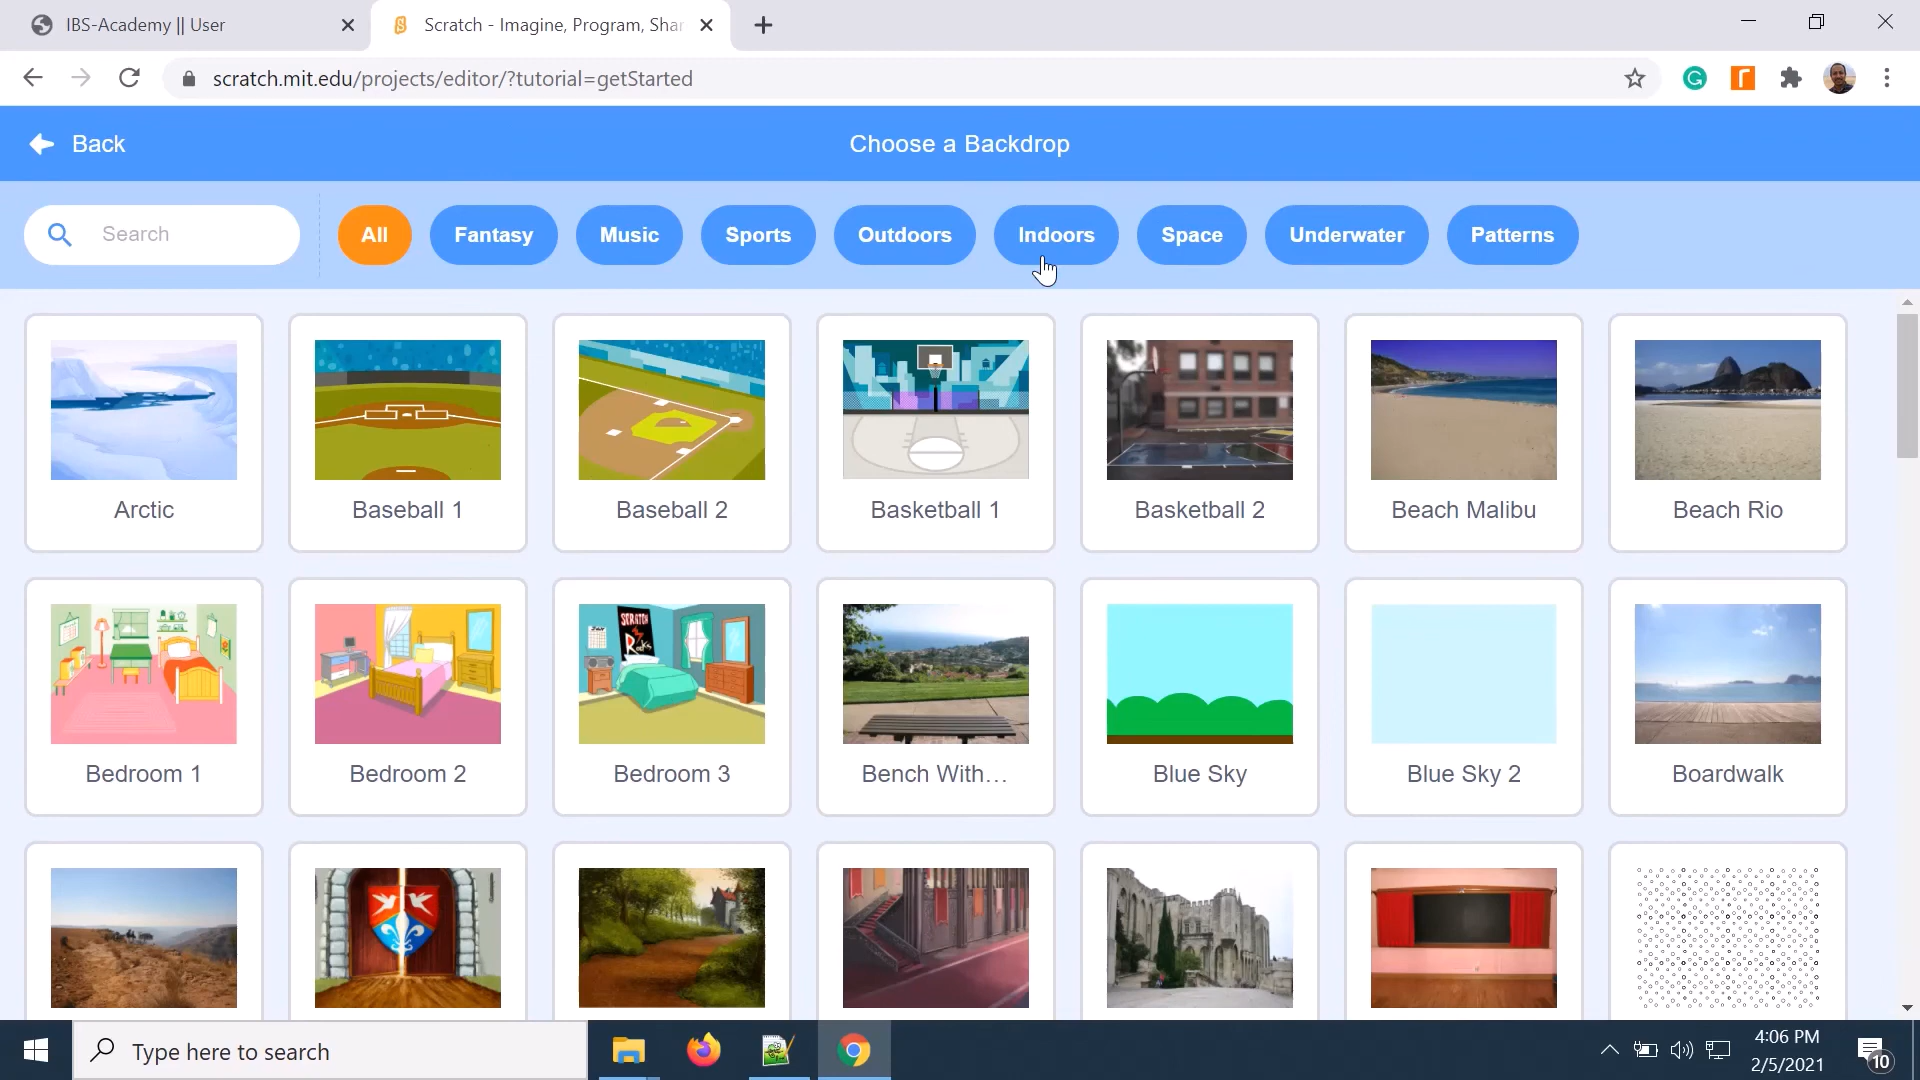 IBS-Academy || User
Scratch - Imagine, Program, Shar
scratch.mit.edu/projects/editor/?tutorial=getStarted
Back
Choose a Backdrop
Search
All
Fantasy
Music
Sports
Outdoors
Indoors
Space
Underwater
Patterns
Arctic
Baseball 1
Baseball 2
Basketball 1
Basketball 2
Beach Malibu
Beach Rio
SCRATCH
Rocks
Bedroom 1
Bedroom 2
Bedroom 3
Bench With...
Blue Sky
Blue Sky 2
Boardwalk
Type here to search
4:06 PM
2/5/2021
10